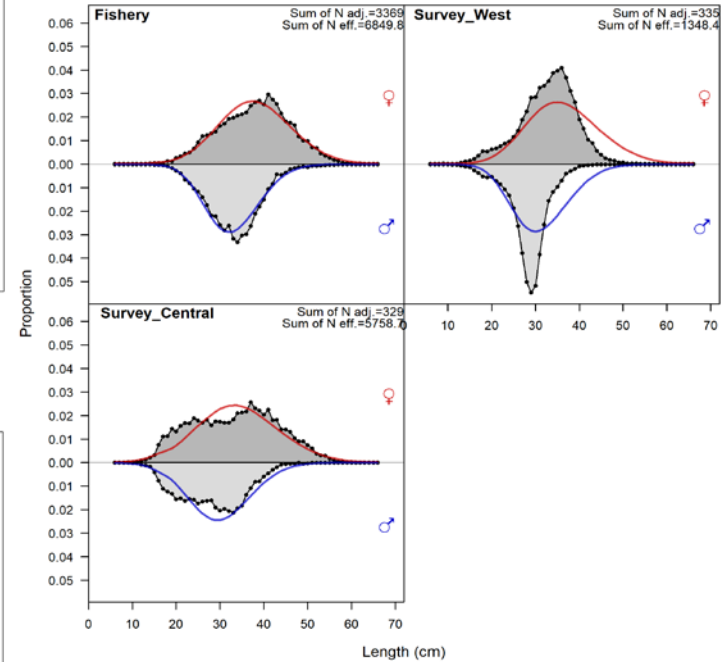 Fishery
Sum of N adj.=3369
Sum of N eff.=6849.8
Survey_West
Sum of N adj.=335
Sum of N eff.=1348.4
0.06
0.05
0.04
0.03
0.02
0.01
0.00
0.01
0.02
0.03
0.04
0.05
♀
♂
♀
♂
0 10 20 30 40 50 60 70
Proportion
Survey_Central
Sum of N adj.=329
Sum of N eff.=5758.7
0.06
0.05
0.04
0.03
0.02
0.01
0.00
0.01
0.02
0.03
0.04
0.05
♀
♂
0 10 20 30 40 50 60 70
Length (cm)